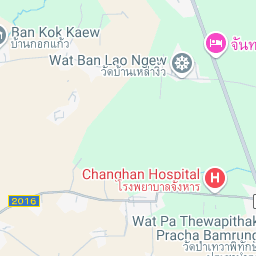 Ban Kok Kaew
บ้านกอกแก้ว
จันท
Wat Ban Lao Ngew
วัดบ้านเหล่างิ้ว
Changhan Hospital
โรงพยาบาลจังหาร
2016
Wat Pa Thewapithak
Pracha Bamrung
วัดป่าเทวาพิทักษ์